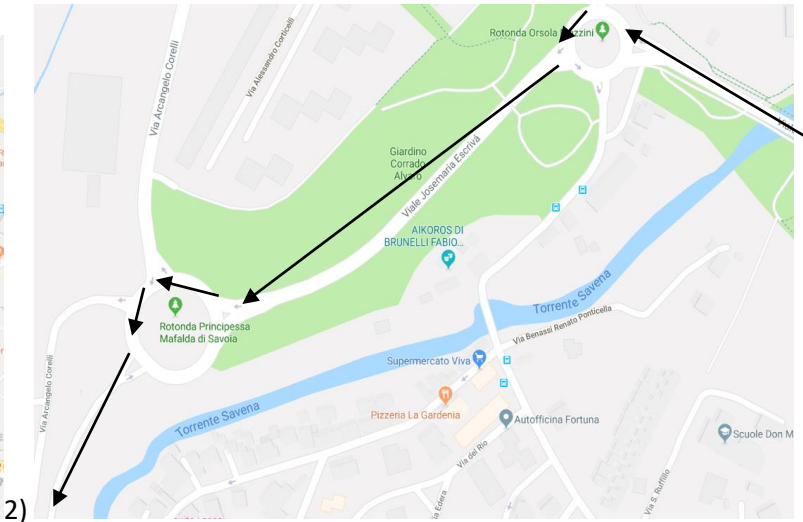 Rotonda Orsola
Via Arcangelo Corelli
Via Alessandro Corticelli
Giardino
Corrado
Alvaro
Viale Josemaria Escrivá
AIKOROS DI
BRUNELLI FABIO...
Rotonda Principessa
Mafalda di Savoia
Torrente Savena
Via Benassi Renato Ponticella
Supermercato Viva
Via Arcangelo Corelli
Pizzeria La Gardenia
Autofficina Fortuna
Torrente Savena
Scuole Don M
Via del Rio
Via S. Ruffillo
Edera
2)